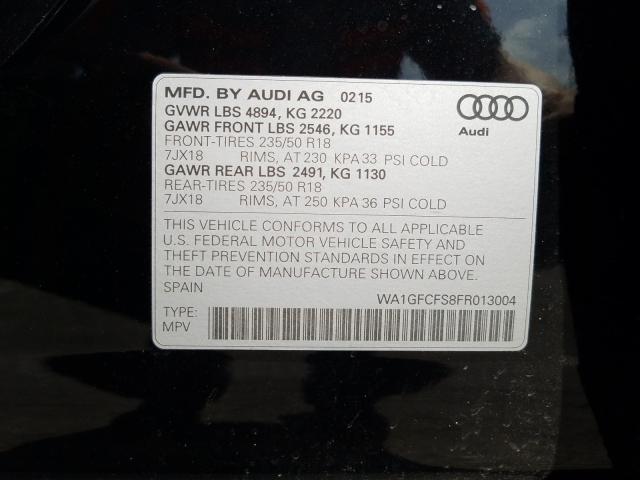 MFD. BY AUDI AG 0215
GVWR LBS 4894, KG 2220
GAWR FRONT LBS 2546, KG 1155
FRONT-TIRES 235/50 R18
7JX18 RIMS, AT 230 KPA 33 PSI COLD
GAWR REAR LBS 2491, KG 1130
REAR-TIRES 235/50 R18
7JX18 RIMS, AT 250 KPA 36 PSI COLD
Audi
THIS VEHICLE CONFORMS TO ALL APPLICABLE
U.S. FEDERAL MOTOR VEHICLE SAFETY AND
THEFT PREVENTION STANDARDS IN EFFECT ON
THE DATE OF MANUFACTURE SHOWN ABOVE.
SPAIN
WA1GFCFS8FR013004
TYPE:
MPV